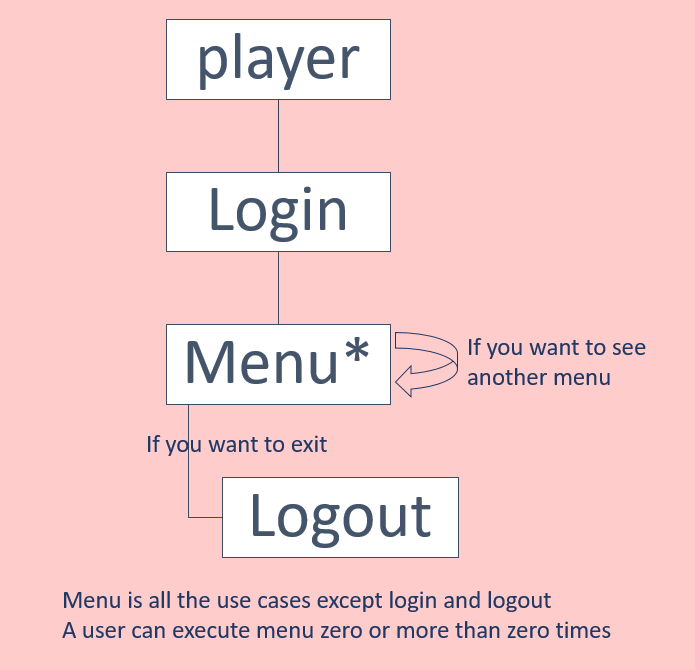 player
Login
Menu*
If you want to see
another menu
If you want to exit
Logout
Menu is all the use cases except login and logout
A user can execute menu zero or more than zero times